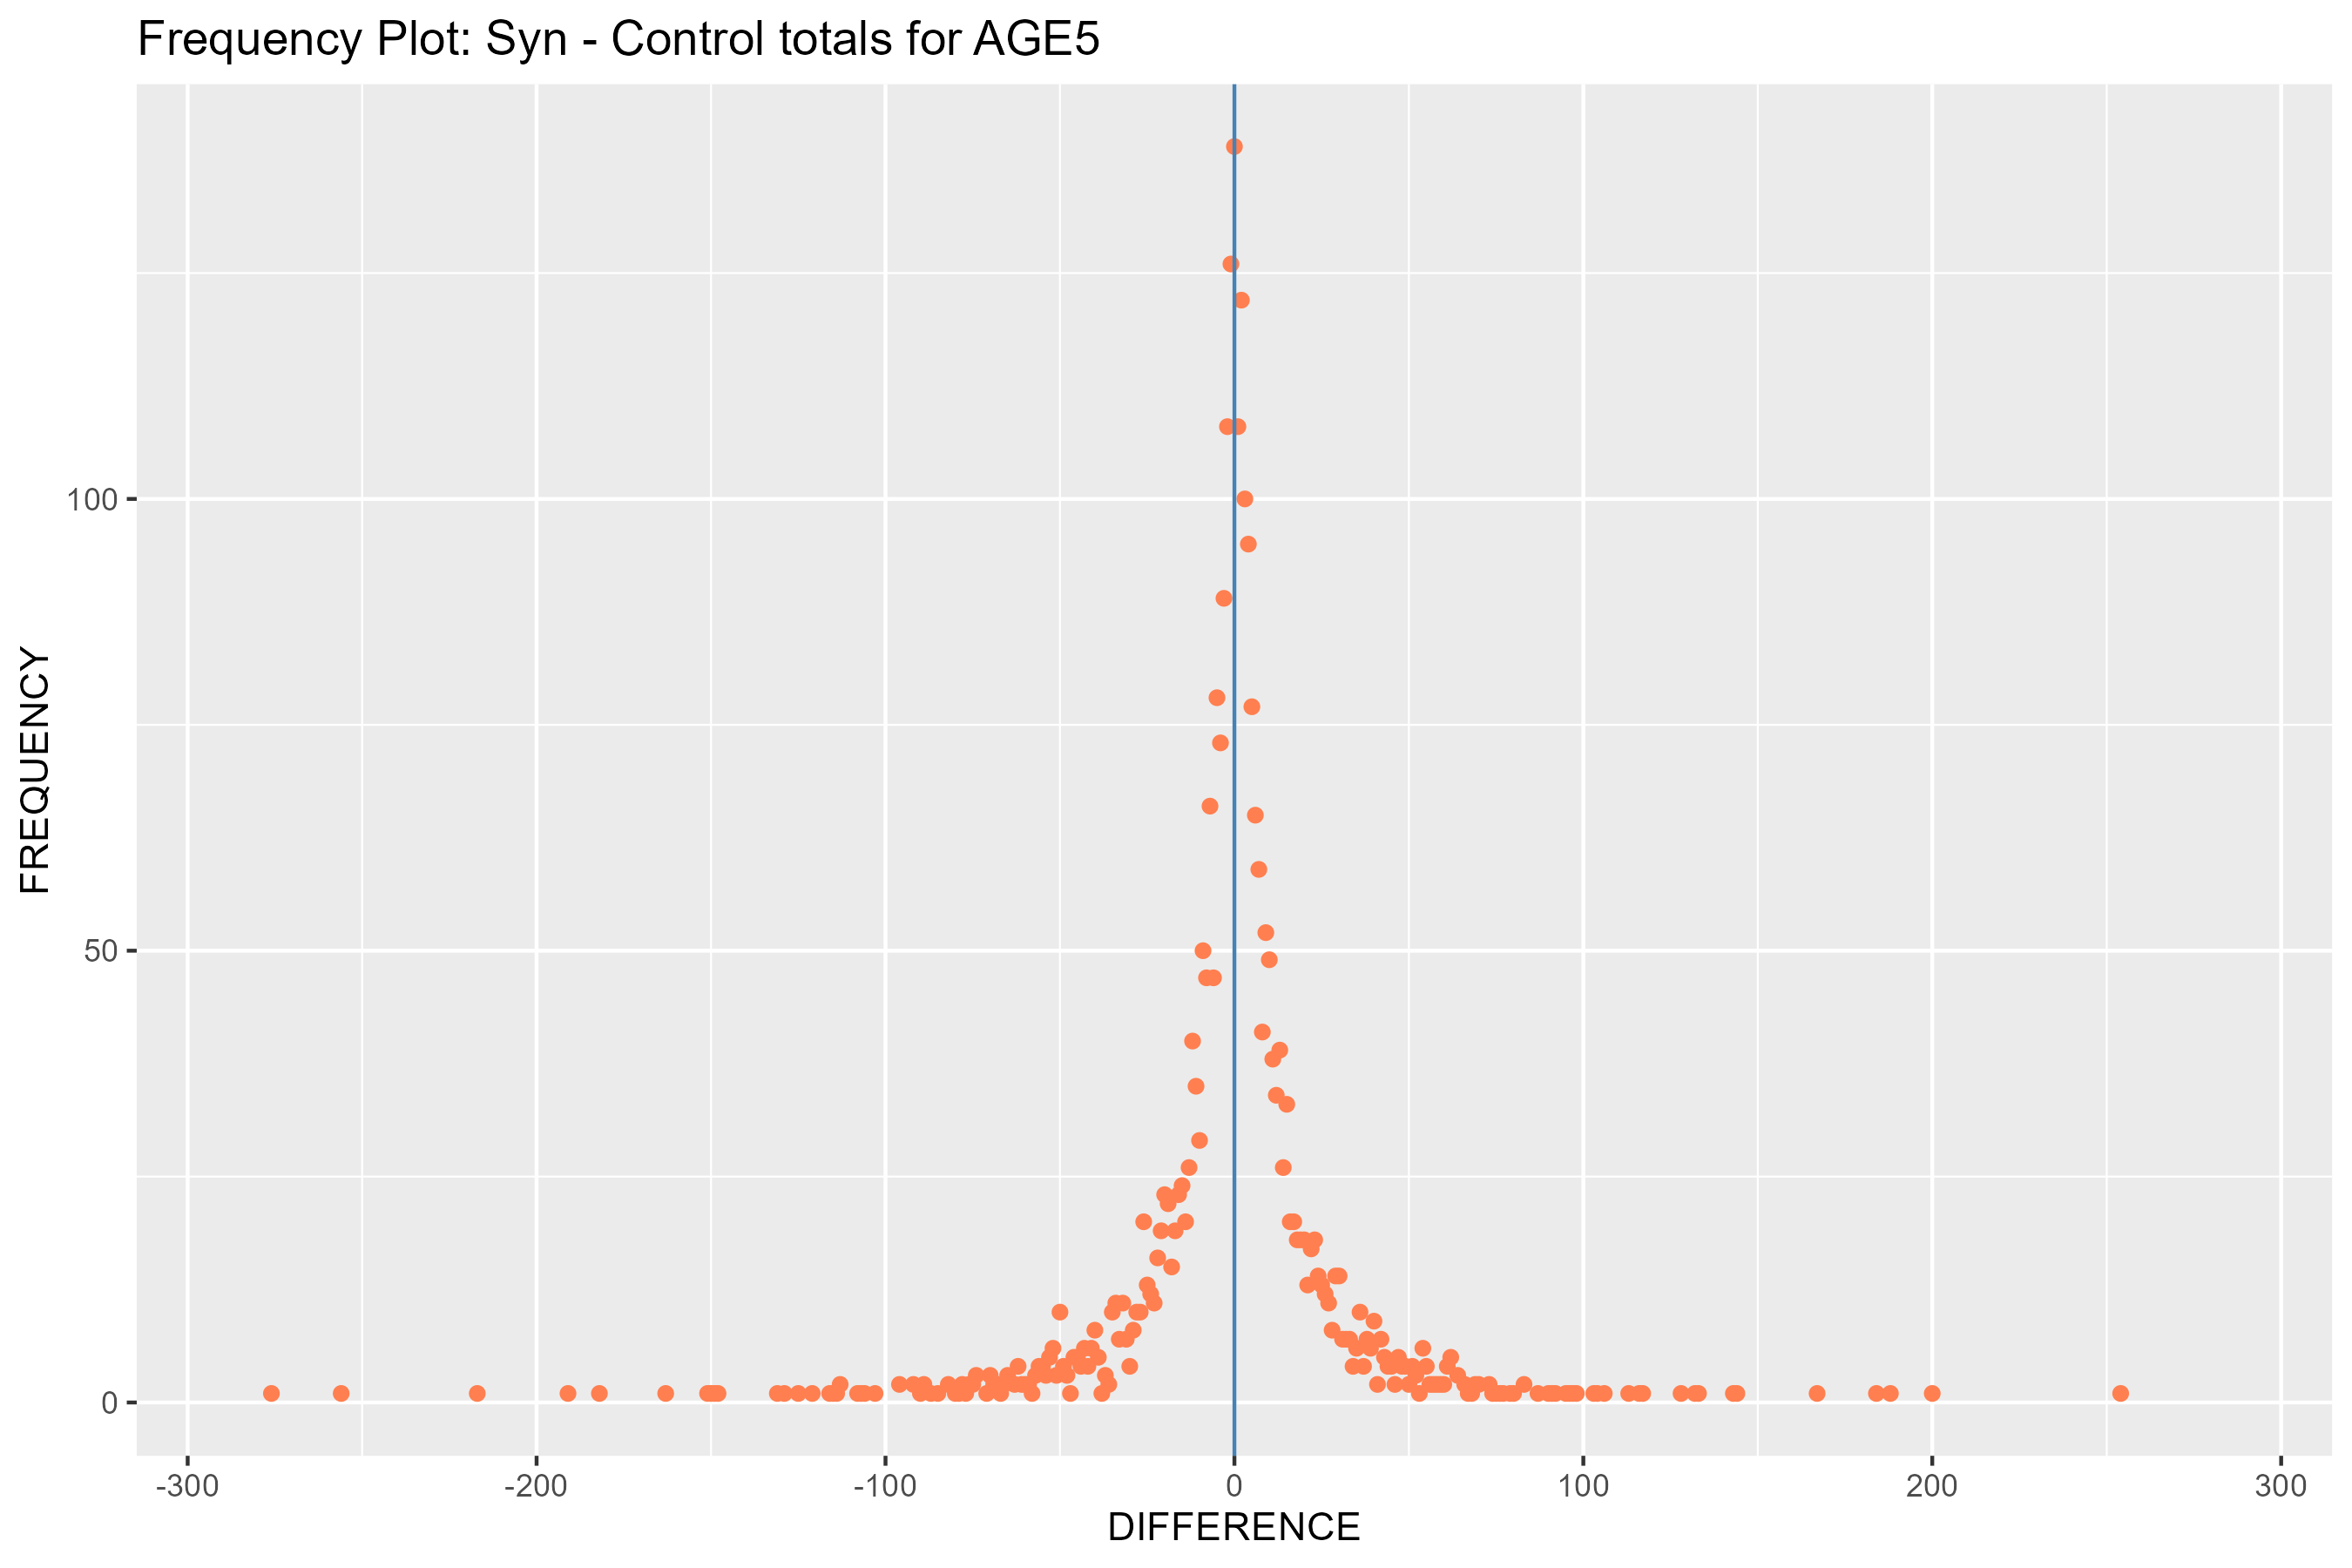 Frequency Plot: Syn - Control totals for AGE5
FREQUENCY
100
50
0
-300 -200 -100 0 100 200 300
DIFFERENCE